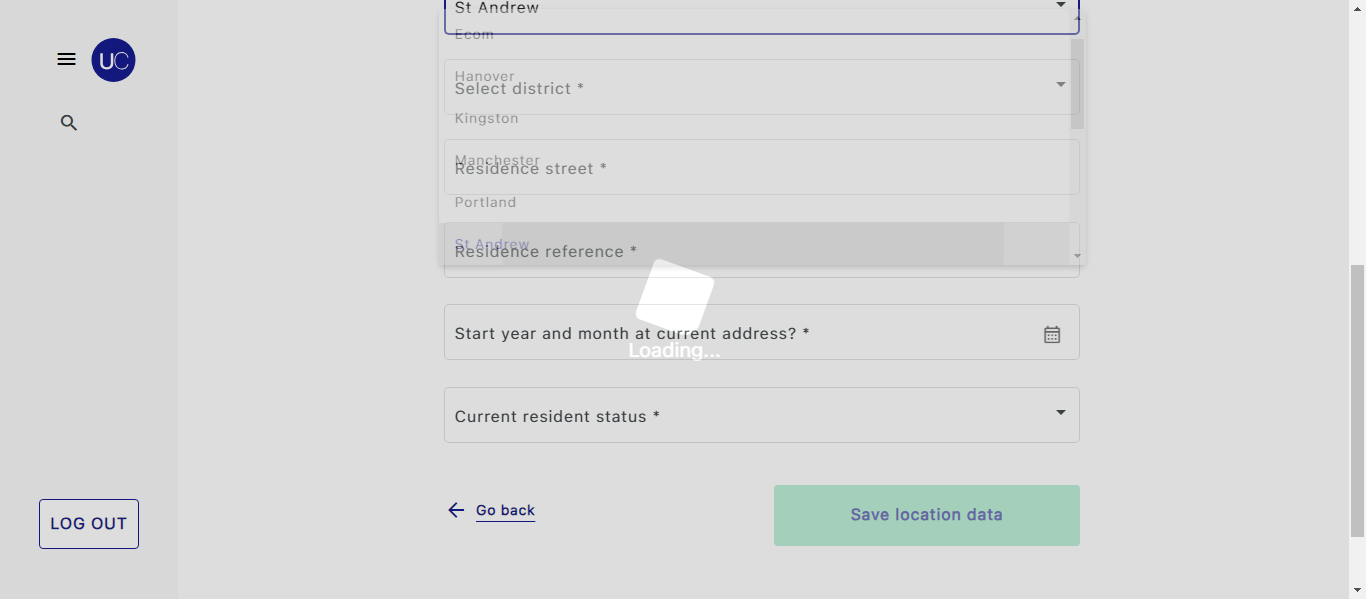 St Andrew
Ecom
UC
Hanover
Select district *
Kingston
Manchester
Residence street *
Portland
St Andrew
Residence reference *
Start year and month at current address? *
Loading...
Current resident status *
Go back
Save location data
LOG OUT